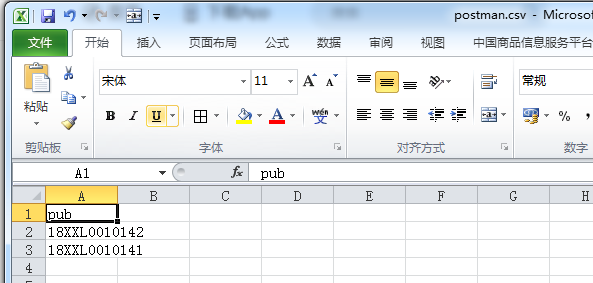 postman.csv - Microsof
文件 开始 插入 页面布局 公式 数据 审阅 视图 中国商品信息服务平台
宋体 11 A A 常规
粘贴 B I U A wén 文 % ,
剪贴板 字体 对齐方式 数字
A1 fx pub
A B C D E F G H
1 pub
2 18XXL0010142
3 18XXL0010141
4